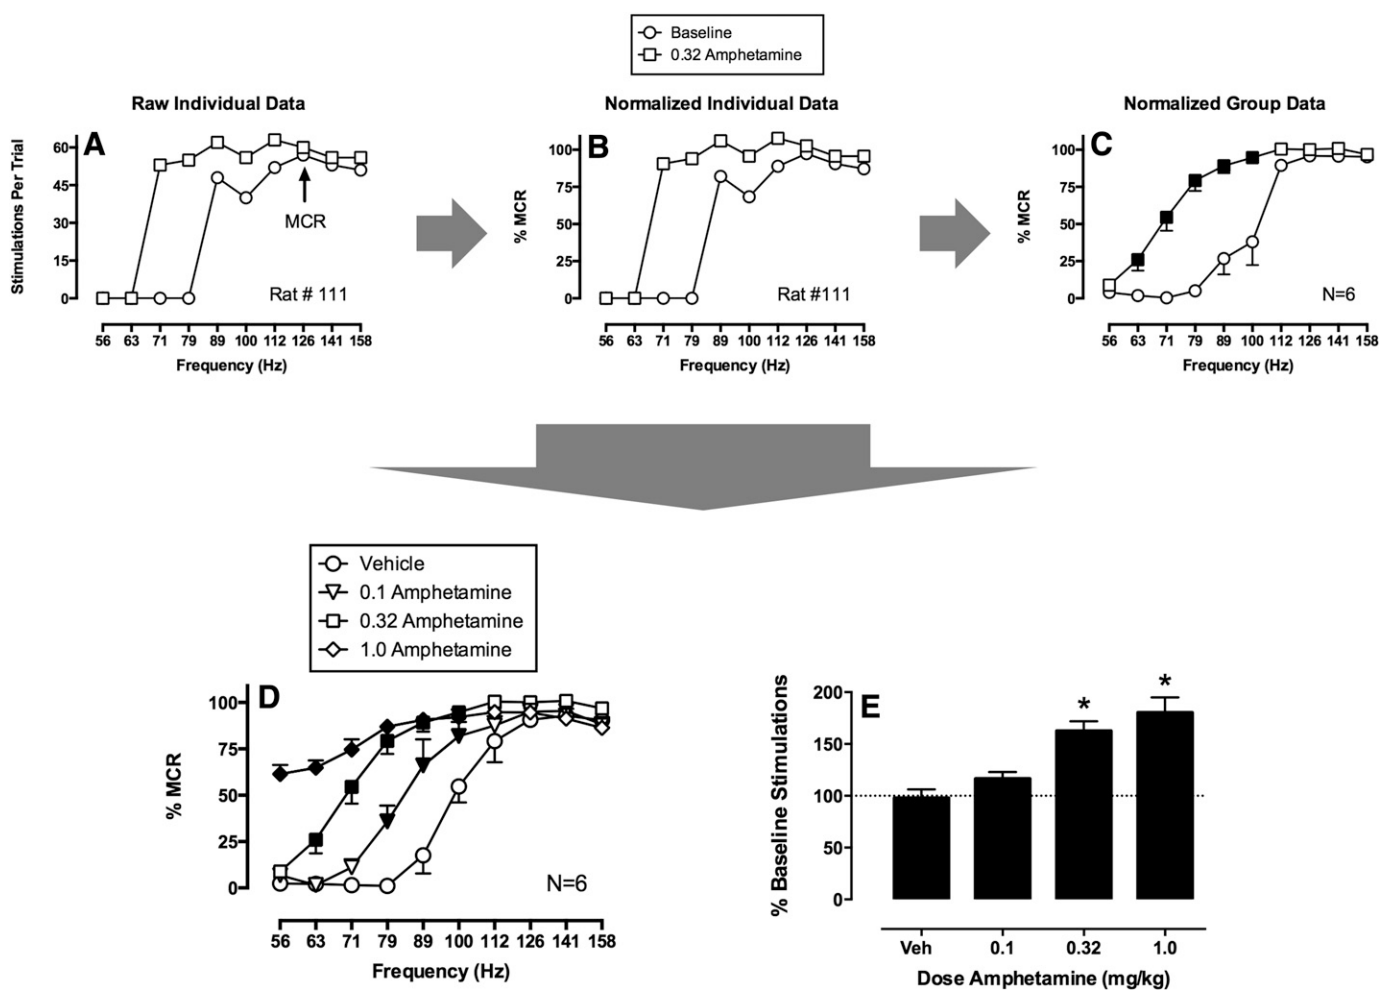 Baseline
0.32 Amphetamine
Raw Individual Data
Normalized Individual Data
Normalized Group Data
A
Stimulations Per Trial
60
45
30
15
0
MCR
Rat # 111
56 63 71 79 89 100 112 126 141 158
Frequency (Hz)
B
% MCR
100
75
50
25
0
Rat #111
56 63 71 79 89 100 112 126 141 158
Frequency (Hz)
C
% MCR
100
75
50
25
0
N=6
56 63 71 79 89 100 112 126 141 158
Frequency (Hz)
Vehicle
0.1 Amphetamine
0.32 Amphetamine
1.0 Amphetamine
D
% MCR
100
75
50
25
0
N=6
56 63 71 79 89 100 112 126 141 158
Frequency (Hz)
E
% Baseline Stimulations
200
150
100
50
0
* *
Veh 0.1 0.32 1.0
Dose Amphetamine (mg/kg)